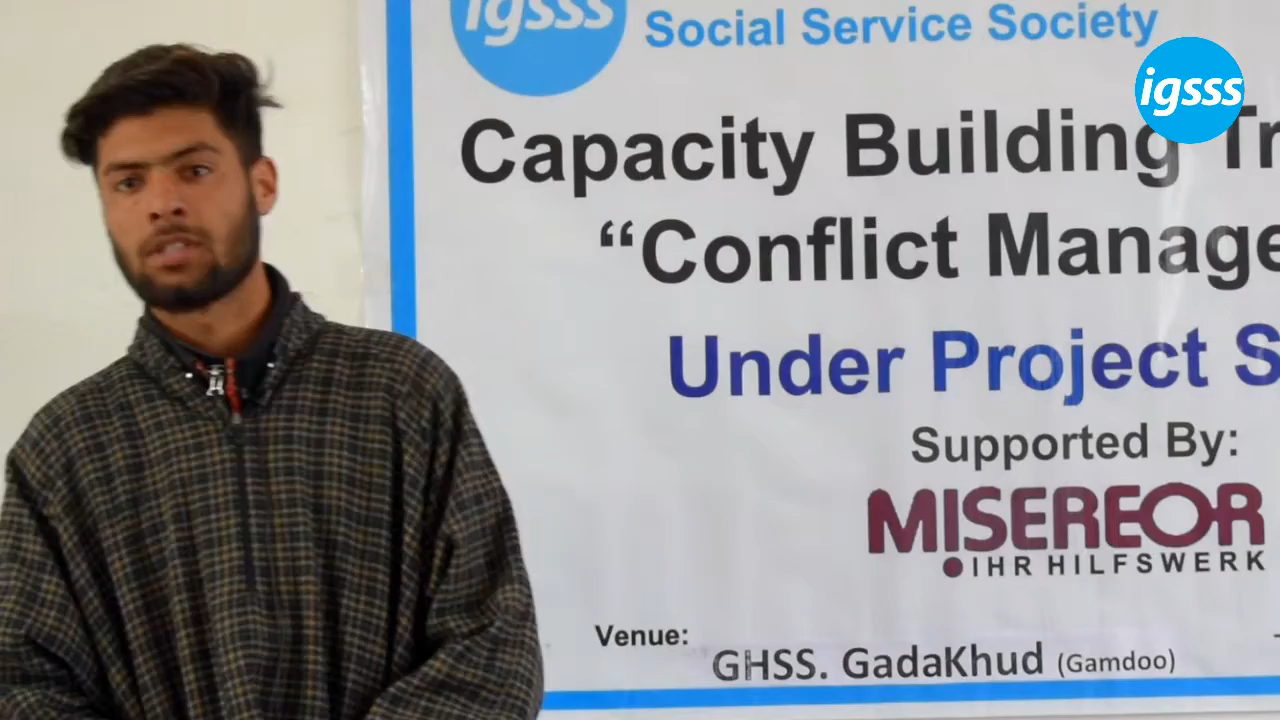 igsss
Social Service Society
igsss
Capacity Building
“Conflict
Under Project
Supported By:
MISEREOR
IHR HILFSWERK
Venue:
GHSS. GadaKhud (Gamdoo)